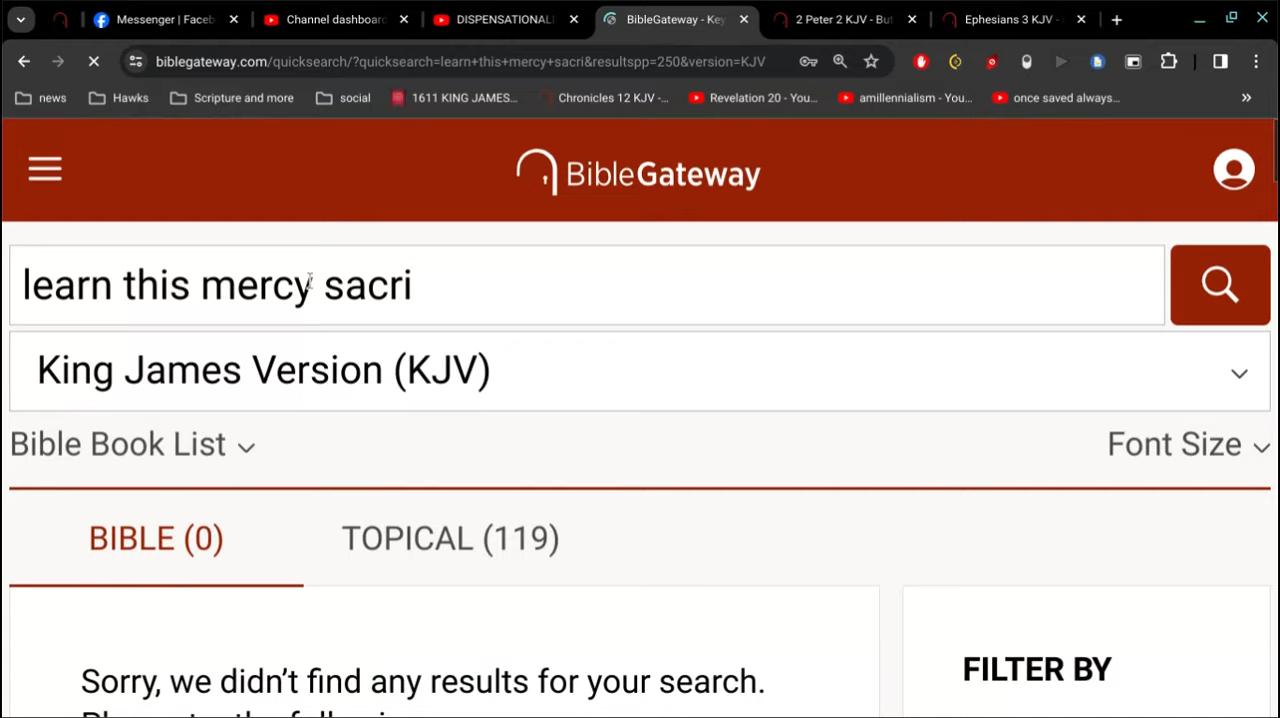 Messenger | Faceb
Channel dashboard
DISPENSATIONALI
BibleGateway - Key
2 Peter 2 KJV - But
Ephesians 3 KJV -
biblegateway.com/quicksearch/?quicksearch=learn+this+mercy+sacri&resultspp=250&version=KJV
news
Hawks
Scripture and more
social
1611 KING JAMES...
Chronicles 12 KJV -...
Revelation 20 - You...
amillennialism - You...
once saved always...
BibleGateway
learn this mercy sacri
King James Version (KJV)
Bible Book List
Font Size
BIBLE (0)
TOPICAL (119)
Sorry, we didn't find any results for your search.
FILTER BY